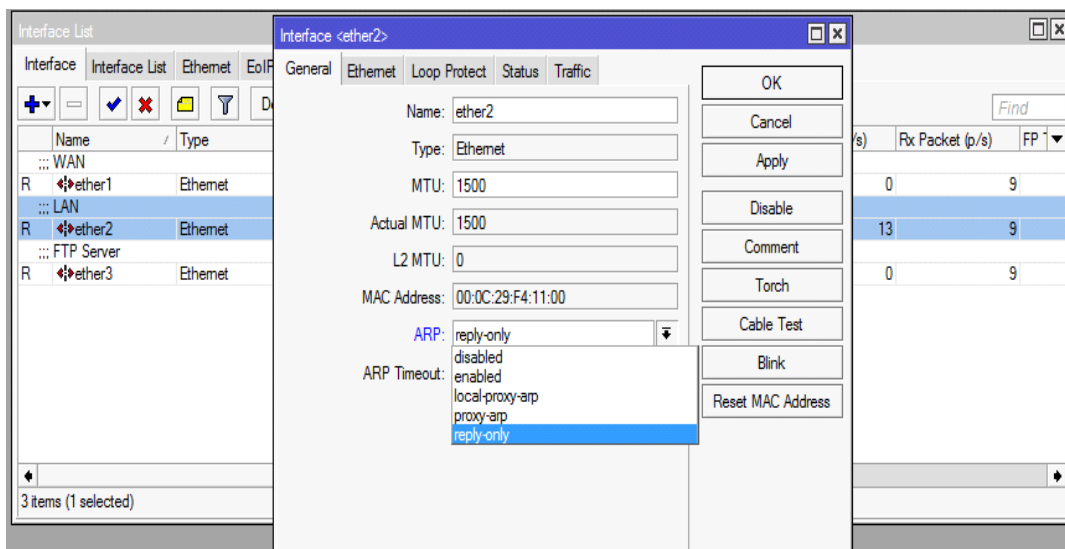 Interface List
Interface Interface List Ethernet EoIP
Find
Name Type
Rx Packet (p/s) FP
;;; WAN
R ether1 Ethernet 0 9
;;; LAN
R ether2 Ethernet 13 9
;;; FTP Server
R ether3 Ethernet 0 9
3 items (1 selected)
Interface <ether2>
General Ethernet Loop Protect Status Traffic
Name: ether2
Type: Ethernet
MTU: 1500
Actual MTU: 1500
L2 MTU: 0
MAC Address: 00:0C:29:F4:11:00
ARP: reply-only
ARP Timeout:
disabled
enabled
local-proxy-arp
proxy-arp
reply-only
OK
Cancel
Apply
Disable
Comment
Torch
Cable Test
Blink
Reset MAC Address